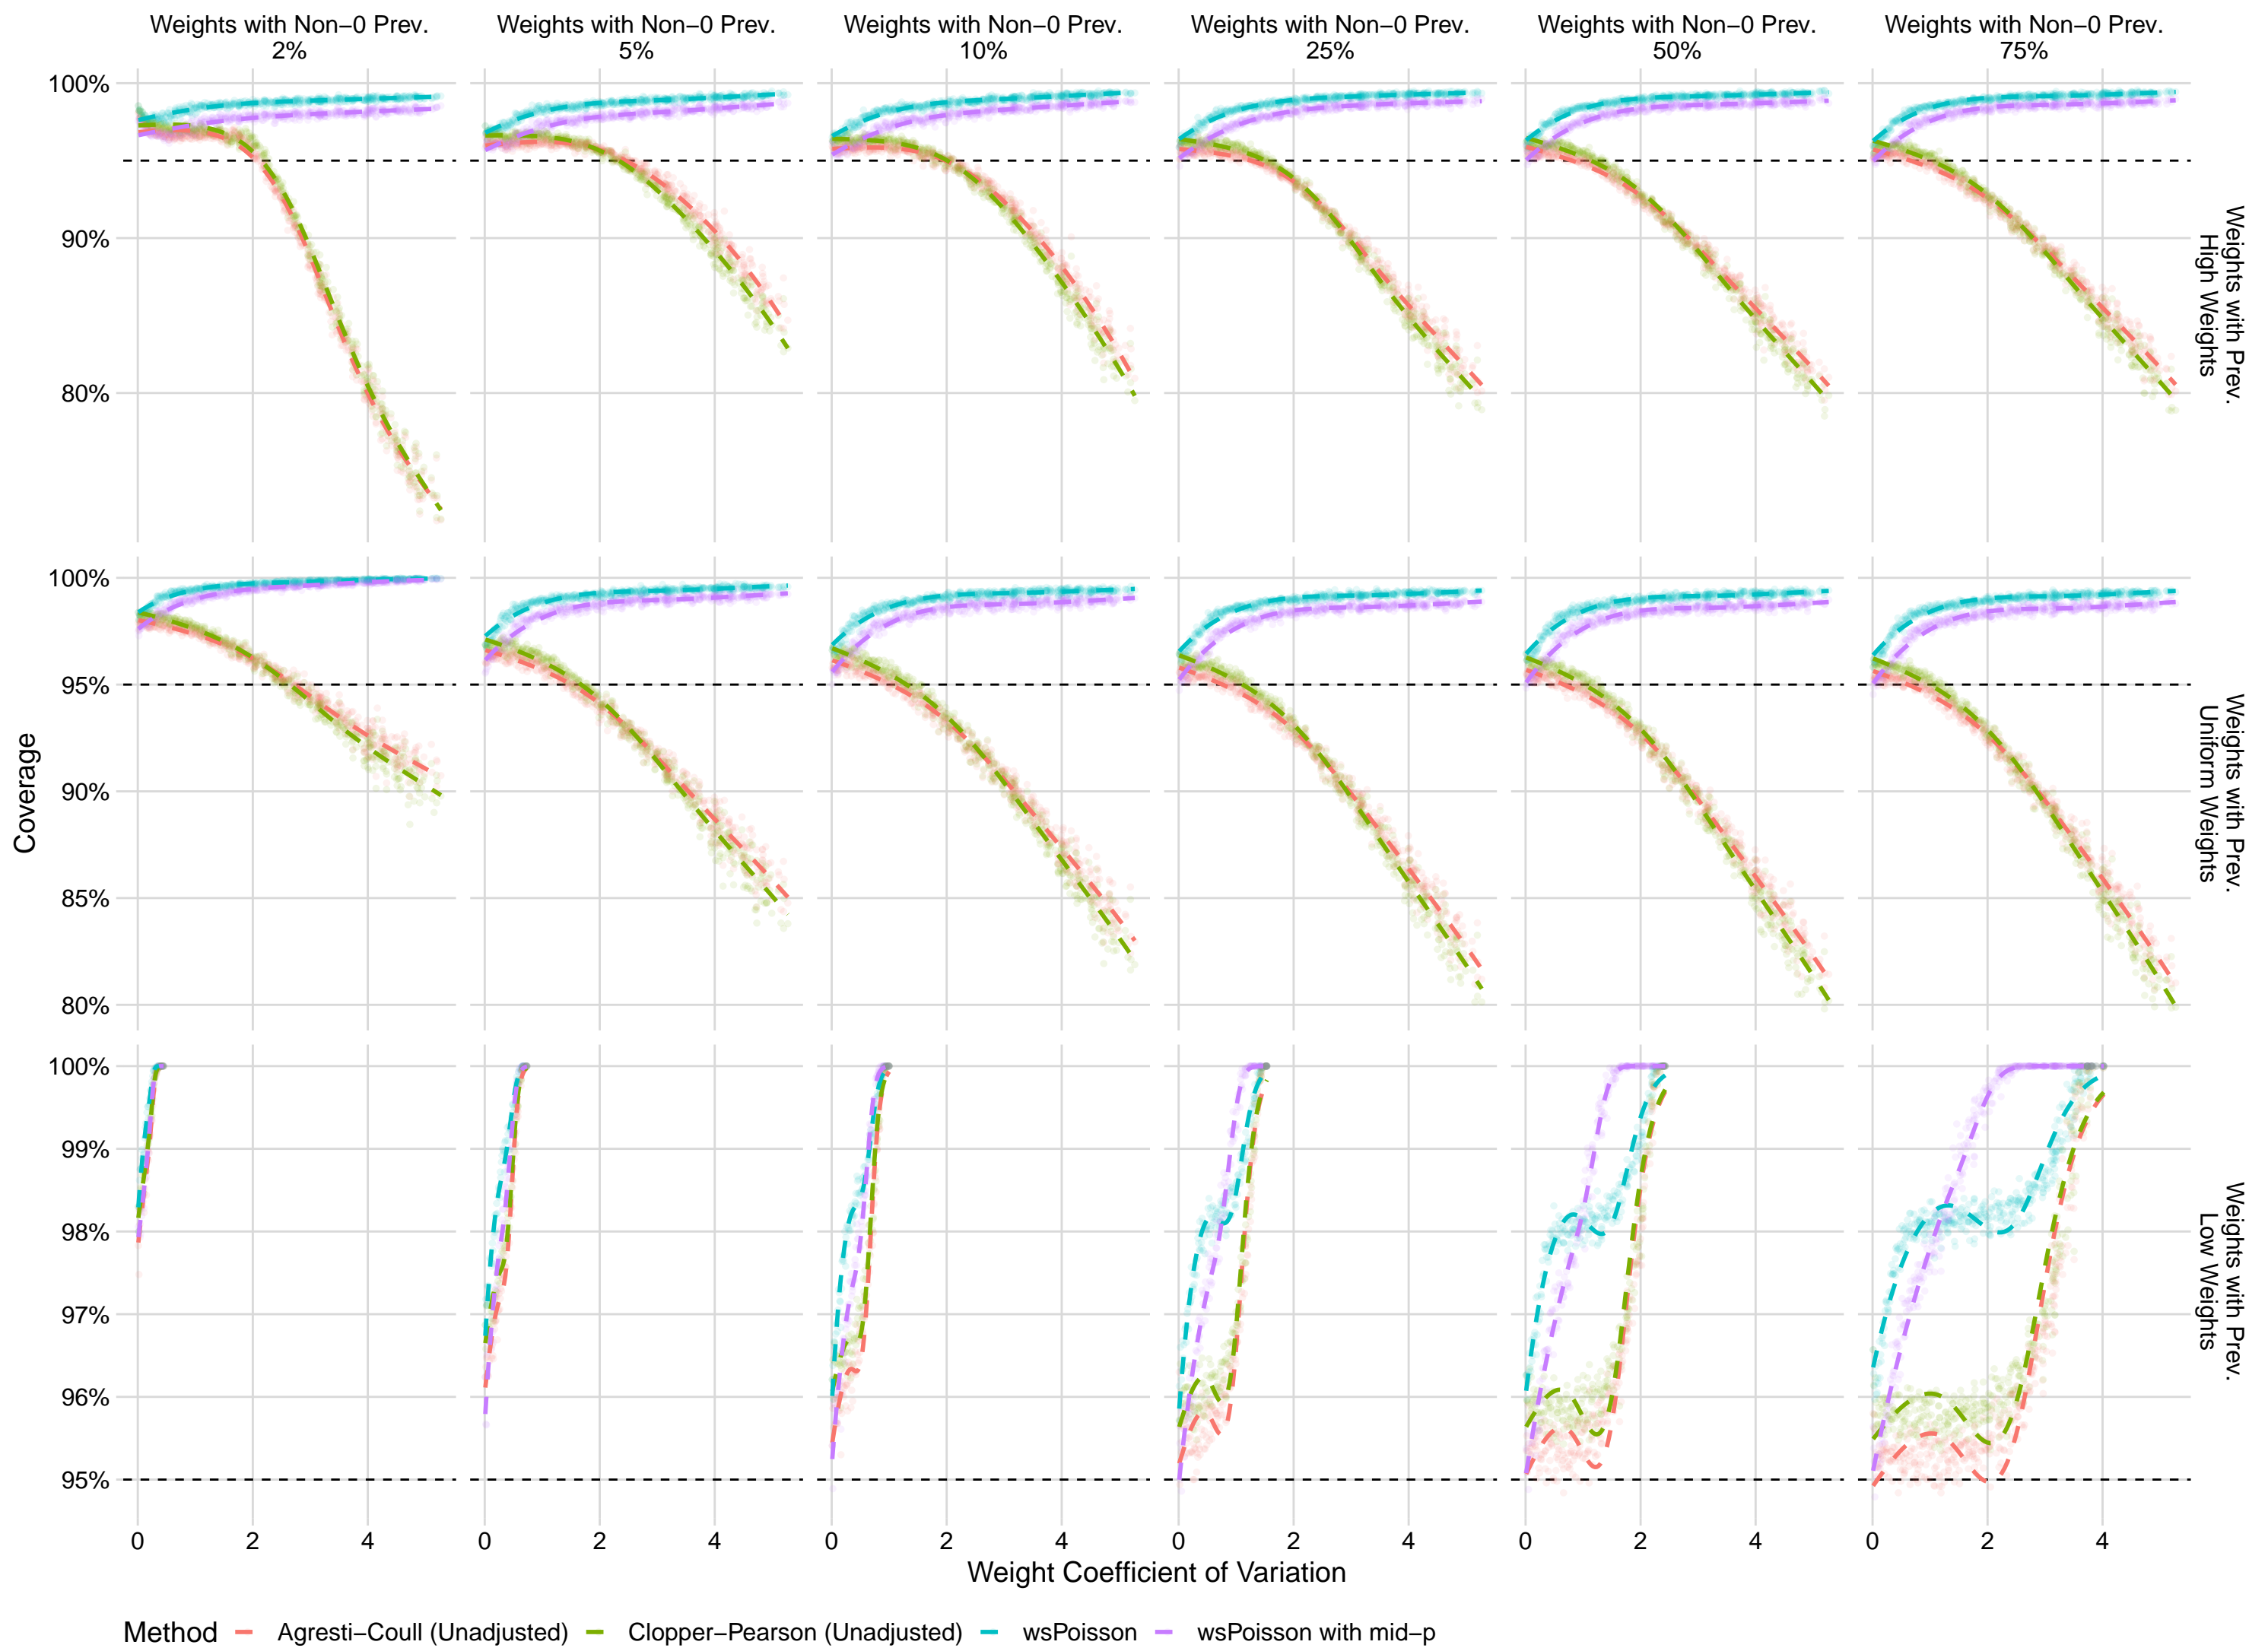 Weights with Non−0 Prev. Weights with Non−0 Prev. Weights with Non−0 Prev. Weights with Non−0 Prev. Weights with Non−0 Prev. Weights with Non−0 Prev.
2% 5% 10% 25% 50% 75%
100%
90%
80%
Weights with Prev.
High Weights
100%
95%
90%
85%
80%
Weights with Prev.
Uniform Weights
Coverage
100%
99%
98%
97%
96%
95%
Weights with Prev.
Low Weights
0 2 4 0 2 4 0 2 4 0 2 4 0 2 4 0 2 4
Weight Coefficient of Variation
Method Agresti−Coull (Unadjusted) Clopper−Pearson (Unadjusted) wsPoisson wsPoisson with mid−p